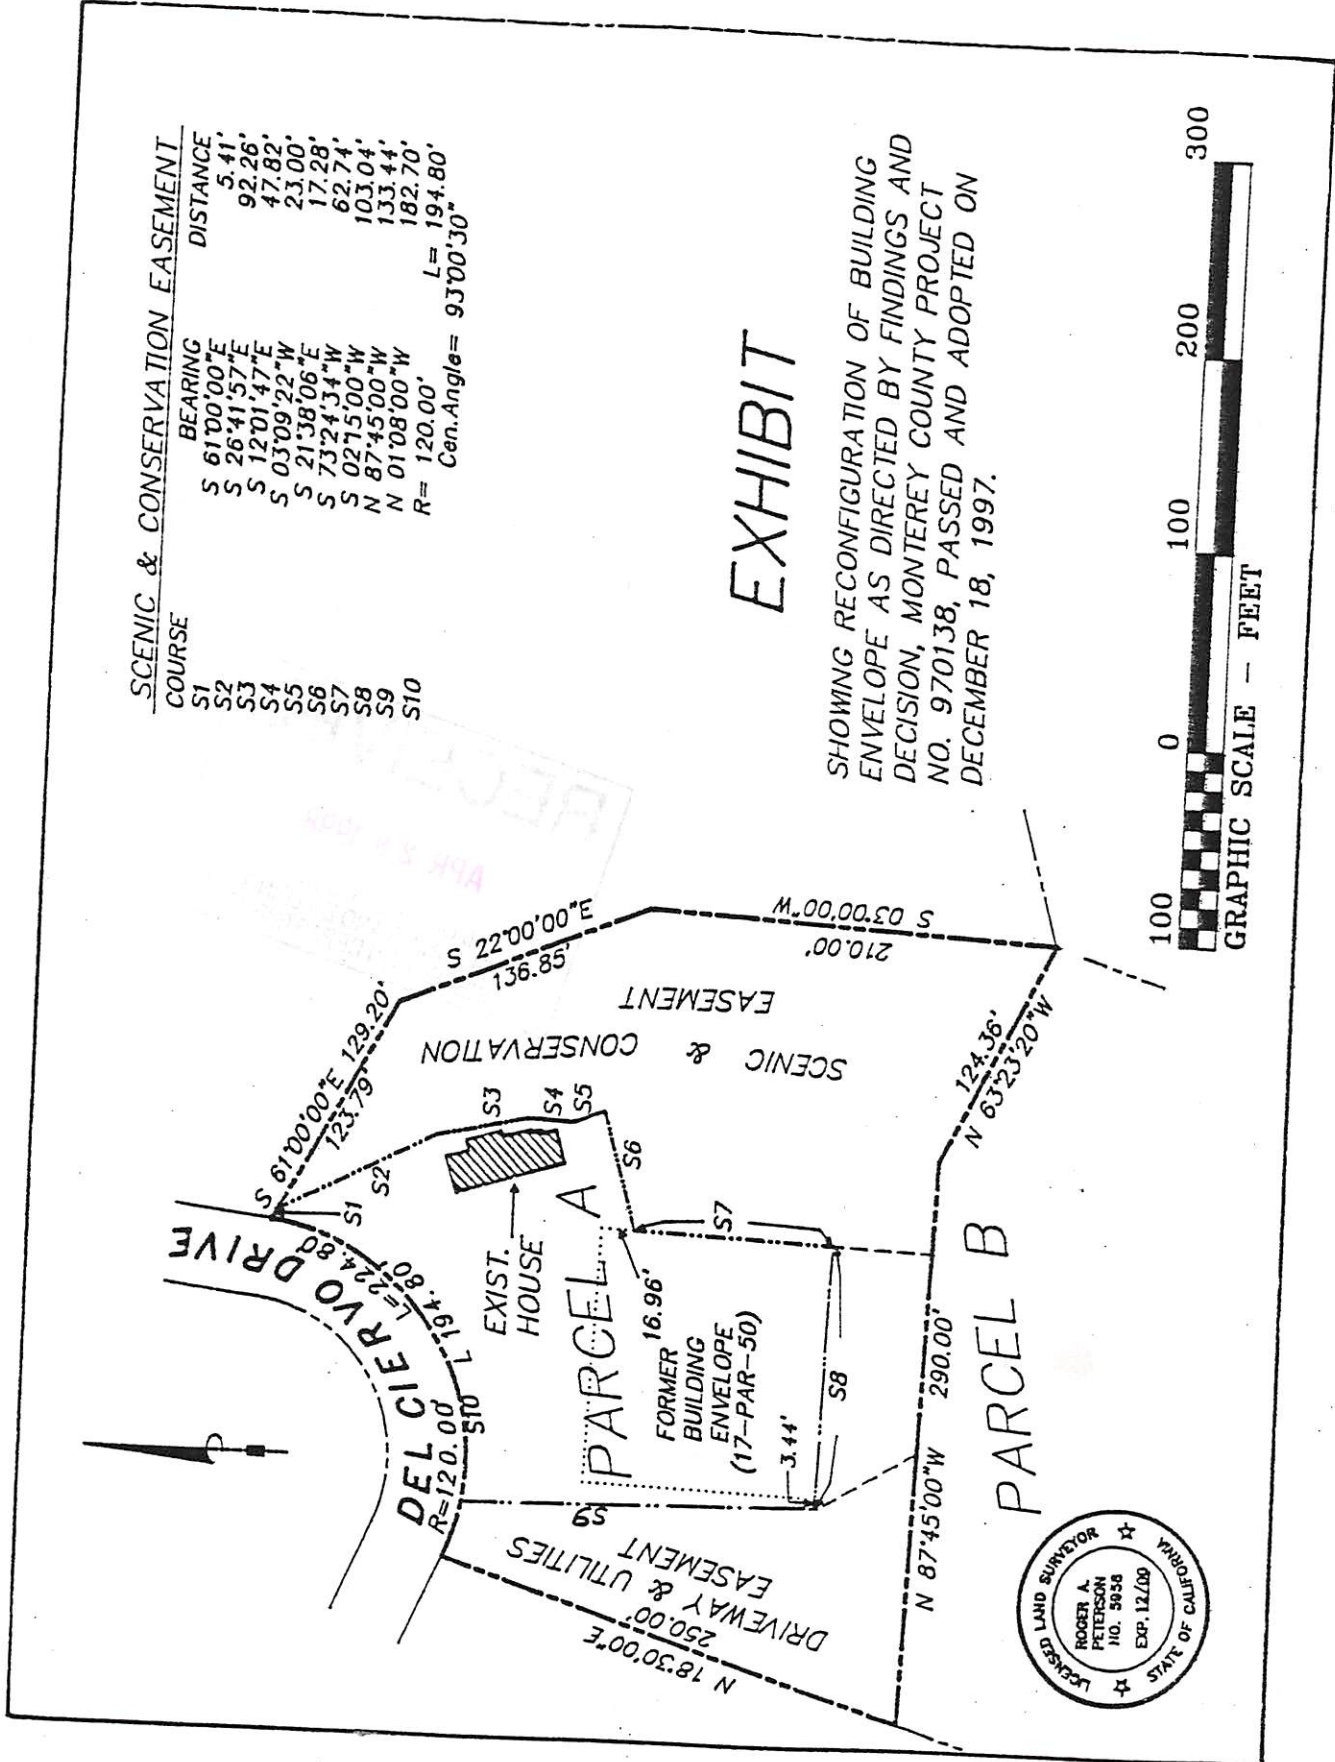 SCENIC & CONSERVATION EASEMENT
COURSE BEARING DISTANCE
S1 S 61°00'00"E 5.41'
S2 S 26°41'57"E 92.26'
S3 S 12°01'47"E 47.82'
S4 S 03°09'22"W 23.00'
S5 S 21°38'06"E 17.28'
S6 S 73°24'34"W 62.74'
S7 S 02°15'00"W 103.04'
S8 N 87°45'00"W 133.44'
S9 N 01°08'00"W 182.70'
S10 R= 120.00' L= 194.80'
Cen.Angle= 93°00'30"
EXHIBIT
SHOWING RECONFIGURATION OF BUILDING
ENVELOPE AS DIRECTED BY FINDINGS AND
DECISION, MONTEREY COUNTY PROJECT
NO. 970138, PASSED AND ADOPTED ON
DECEMBER 18, 1997.
DEL CIERVO DRIVE
R=120.00' L=224.80'
S10 L 194.80'
S 61°00'00"E 129.20'
123.79'
S1
S2
S3
S4
S5
S6
S7
S8
S9
S 22°00'00"E
136.85'
S 03°00'00"W
210.00'
SCENIC & CONSERVATION
EASEMENT
EXIST.
HOUSE
PARCEL A
16.96'
FORMER
BUILDING
ENVELOPE
(17-PAR-50)
3.44'
DRIVEWAY & UTILITIES
EASEMENT
N 18°30'00"E
250.00'
124.36'
N 63°23'20"W
N 87°45'00"W 290.00'
PARCEL B
100 0 100 200 300
GRAPHIC SCALE - FEET
LICENSED LAND SURVEYOR
ROGER A.
PETERSON
NO. 5958
EXP. 12/09
STATE OF CALIFORNIA
APR 2